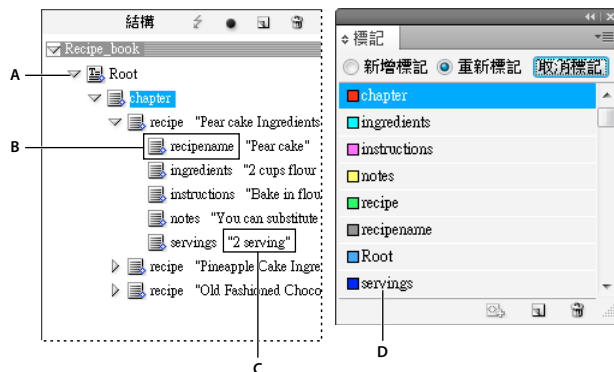 結構
Recipe_book
A
Root
chapter
recipe "Pear cake Ingredients
B
recipename "Pear cake"
ingredients "2 cups flour
instructions "Bake in flou
notes "You can substitute
servings "2 serving"
recipe "Pineapple Cake Ingre
recipe "Old Fashioned Choco
C
標記
新增標記 重新標記 取消標記
chapter
ingredients
instructions
notes
recipe
recipename
Root
servings
D